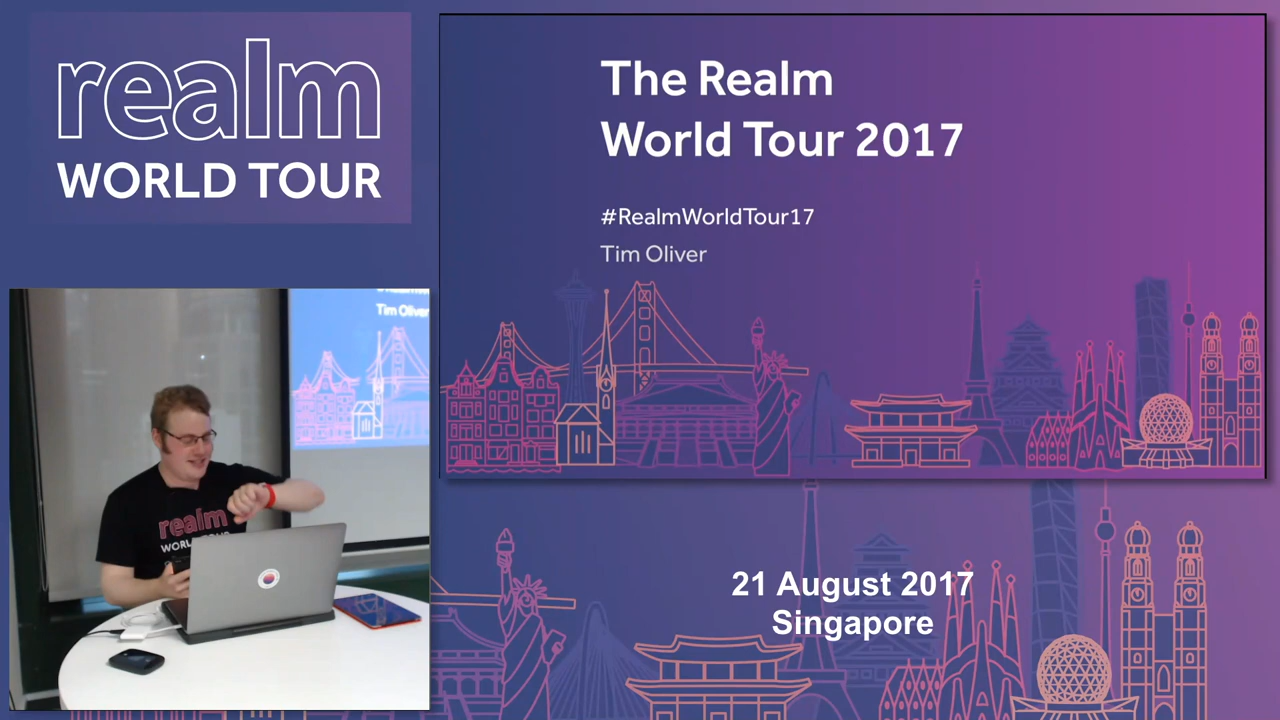 realm
WORLD TOUR
The Realm
World Tour 2017
#RealmWorldTour17
Tim Oliver
Tim Oliver
realm
21 August 2017
Singapore